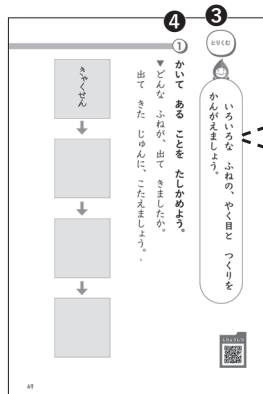 ❸
とりくむ
いろいろな ふねの、やく目と つくりを
かんがえましょう。
❹
①
かいて ある ことを たしかめよう。
▼どんな ふねが、出て きましたか。
出て きた じゅんに、こたえましょう。
きゃくせん
49